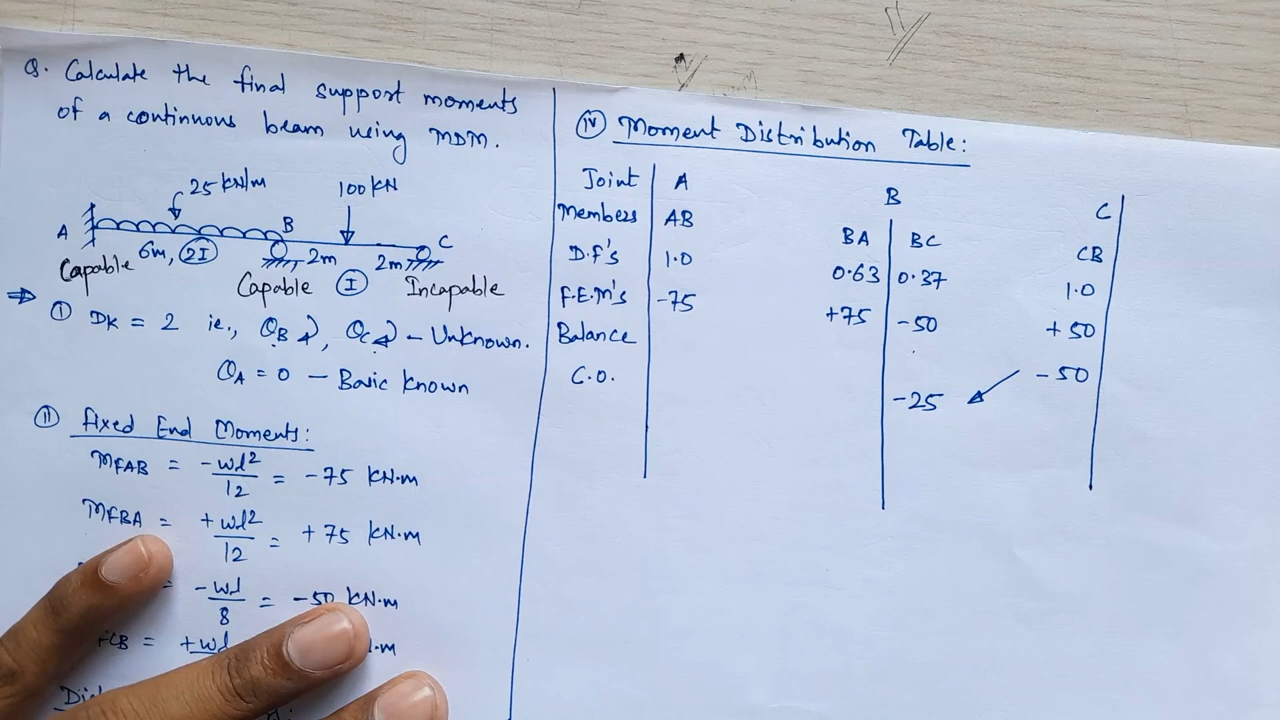 Q. Calculate the final support moments
of a continuous beam using MDM.
25 kN/m 100 kN
A B C
6m, 2I 2m 2m
Capable Capable I Incapable
⇒ I DK = 2 ie., θB, θC - Unknown.
θA = 0 - Basic known
II Fixed End Moments:
MFAB = -wl²/12 = -75 kN.m
MFBA = +wl²/12 = +75 kN.m
= -Wl/8 = -50 kN.m
FCB = +Wl .m
IV Moment Distribution Table:
Joint A B C
Members AB BA BC CB
D.F's 1.0 0.63 0.37 1.0
F.E.M's -75 +75 -50 +50
Balance -50
C.O. -25